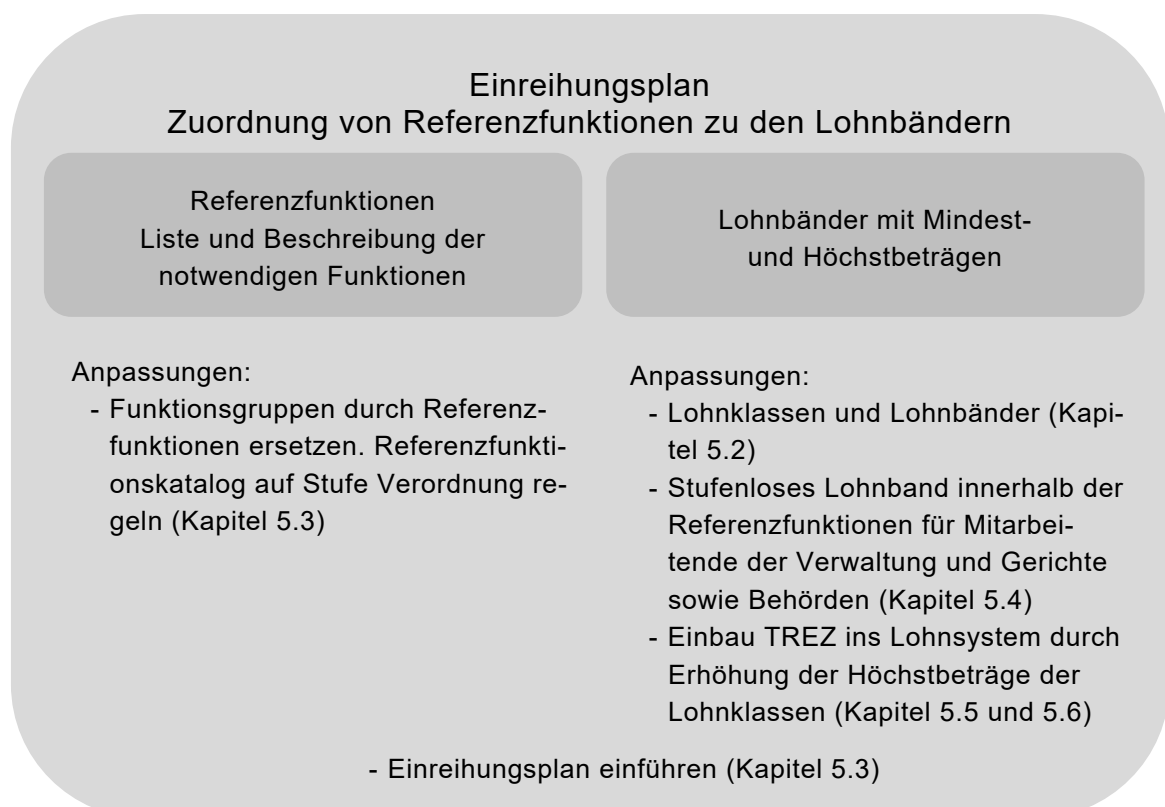 Einreihungsplan
Zuordnung von Referenzfunktionen zu den Lohnbändern
Referenzfunktionen
Liste und Beschreibung der
notwendigen Funktionen
Lohnbänder mit Mindest-
und Höchstbeträgen
Anpassungen:
- Funktionsgruppen durch Referenz-
funktionen ersetzen. Referenzfunkti-
onskatalog auf Stufe Verordnung re-
geln (Kapitel 5.3)
Anpassungen:
- Lohnklassen und Lohnbänder (Kapi-
tel 5.2)
- Stufenloses Lohnband innerhalb der
Referenzfunktionen für Mitarbei-
tende der Verwaltung und Gerichte
sowie Behörden (Kapitel 5.4)
- Einbau TREZ ins Lohnsystem durch
Erhöhung der Höchstbeträge der
Lohnklassen (Kapitel 5.5 und 5.6)
- Einreihungsplan einführen (Kapitel 5.3)